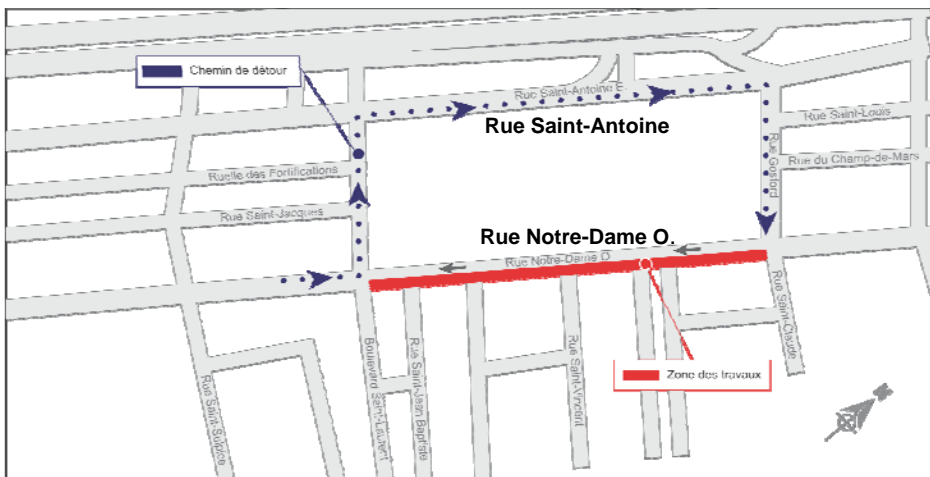 Chemin de détour
Rue Saint-Antoine E.
Rue Saint-Antoine
Rue Saint-Louis
Rue Gosford
Rue du Champ-de-Mars
Ruelle des Fortifications
Rue Saint-Jacques
Rue Notre-Dame O.
Rue Notre-Dame O
Rue Saint-Sulpice
Boulevard Saint-Laurent
Rue Saint-Jean Baptiste
Rue Saint-Vincent
Rue Saint-Claude
Zone des travaux